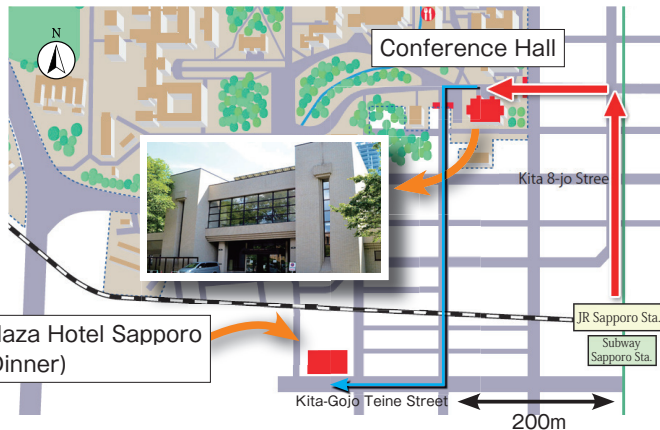 N
Conference Hall
Kita 8-jo Stree
JR Sapporo Sta.
Subway
Sapporo Sta.
laza Hotel Sapporo
Dinner)
Kita-Gojo Teine Street
200m